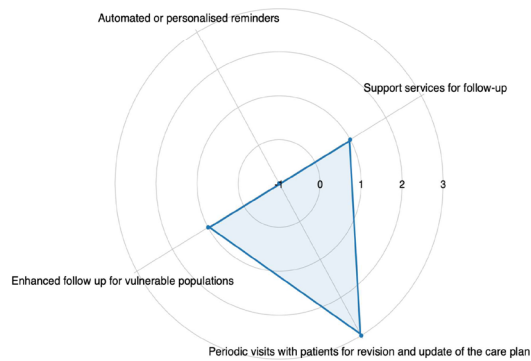 Automated or personalised reminders
Support services for follow-up
-1 0 1 2 3
Enhanced follow up for vulnerable populations
Periodic visits with patients for revision and update of the care plan